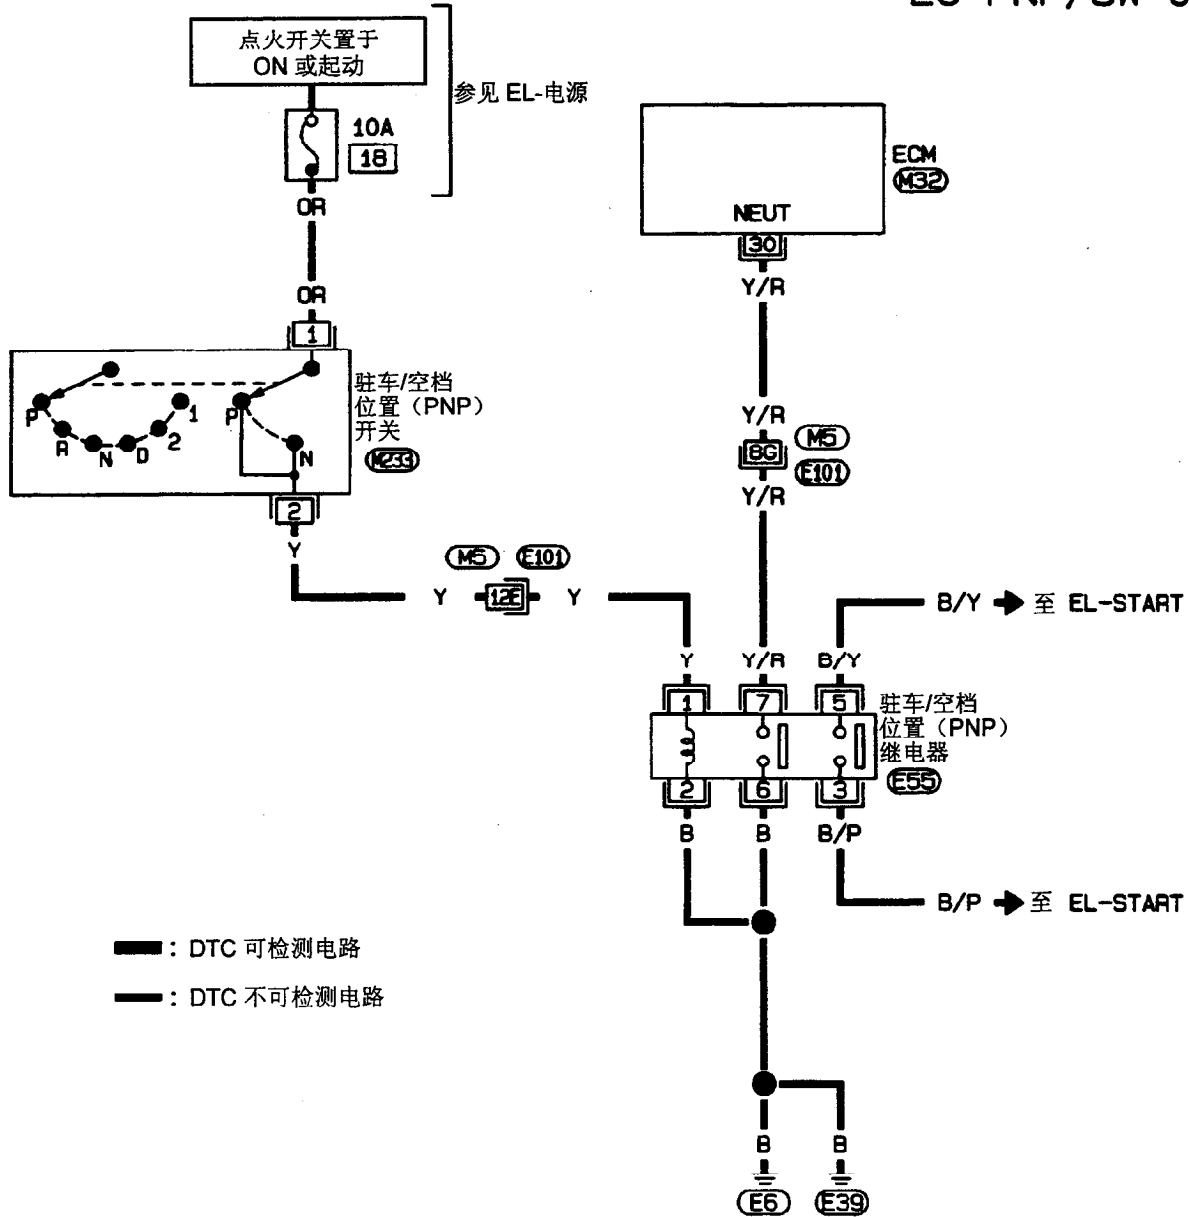 点火开关置于
ON 或起动
参见 EL-电源
10A
18
OR
OR
1
ECM
M32
NEUT
30
Y/R
Y/R
M5
8G
E101
Y/R
驻车/空档
位置（PNP）
开关
M233
P
R
N
D
2
1
P
N
2
Y
M5 E101
Y 12E Y
B/Y 至 EL-START
Y Y/R B/Y
1 7 5
驻车/空档
位置（PNP）
继电器
E55
2 6 3
B B B/P
B/P 至 EL-START
: DTC 可检测电路
: DTC 不可检测电路
B B
E6 E39